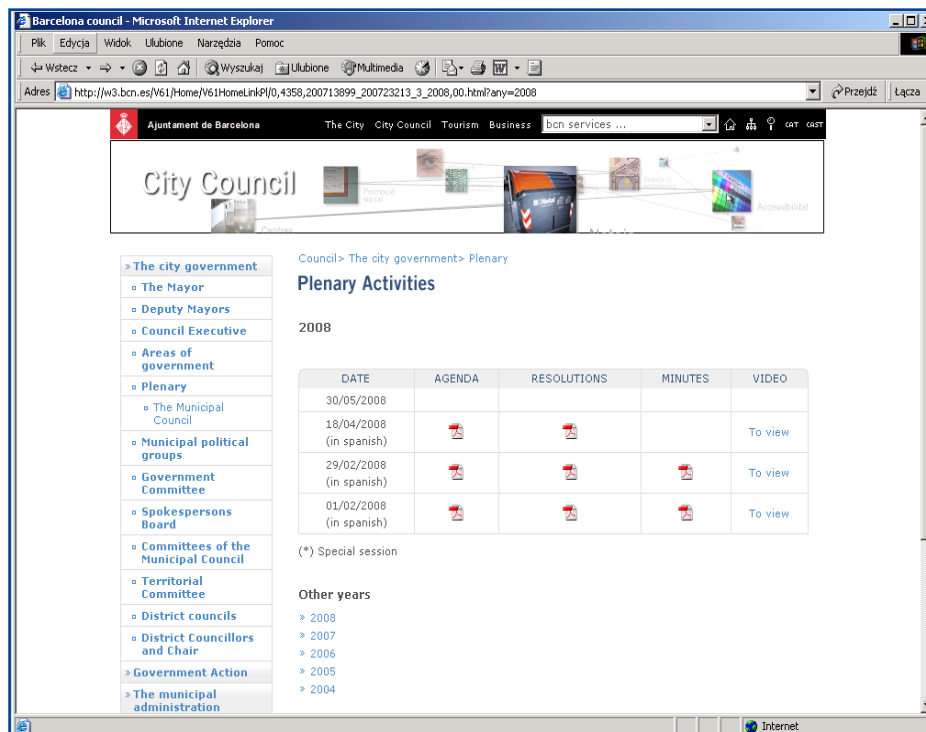 Barcelona council - Microsoft Internet Explorer
Plik Edycja Widok Ulubione Narzędzia Pomoc
Wstecz Wyszukaj Ulubione Multimedia
Adres http://w3.bcn.es/V61/Home/V61HomeLinkPl/0,4358,200713899_200723213_3_2008,00.html?any=2008 Przejdź Łącza
Ajuntament de Barcelona The City City Council Tourism Business bcn services ... CAT CAST
City Council
Promoció
social
Accessibilitat
Centres
Council> The city government> Plenary
Plenary Activities
2008
DATE AGENDA RESOLUTIONS MINUTES VIDEO
30/05/2008
18/04/2008
(in spanish) To view
29/02/2008
(in spanish) To view
01/02/2008
(in spanish) To view
(*) Special session
Other years
» 2008
» 2007
» 2006
» 2005
» 2004
» The city government
The Mayor
Deputy Mayors
Council Executive
Areas of
government
Plenary
The Municipal
Council
Municipal political
groups
Government
Committee
Spokespersons
Board
Committees of the
Municipal Council
Territorial
Committee
District councils
District Councillors
and Chair
» Government Action
» The municipal
administration
Internet